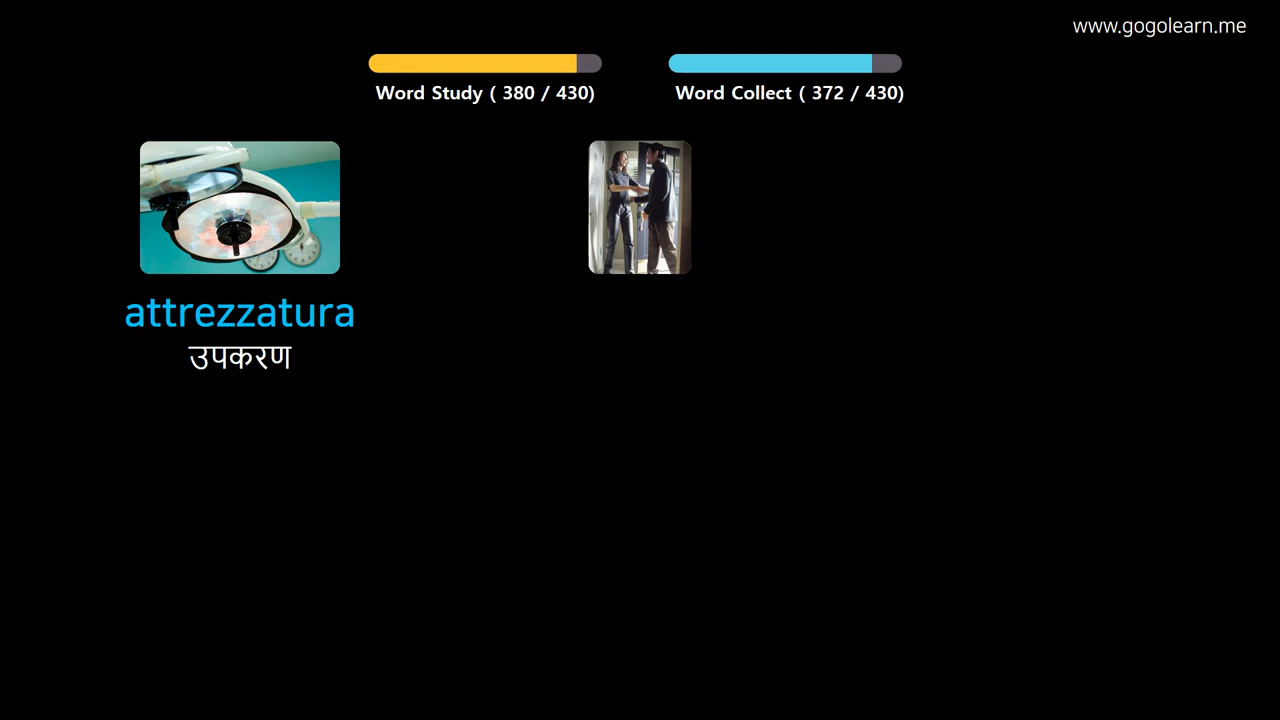 www.gogolearn.me
Word Study ( 380 / 430)
Word Collect ( 372 / 430)
attrezzatura
उपकरण